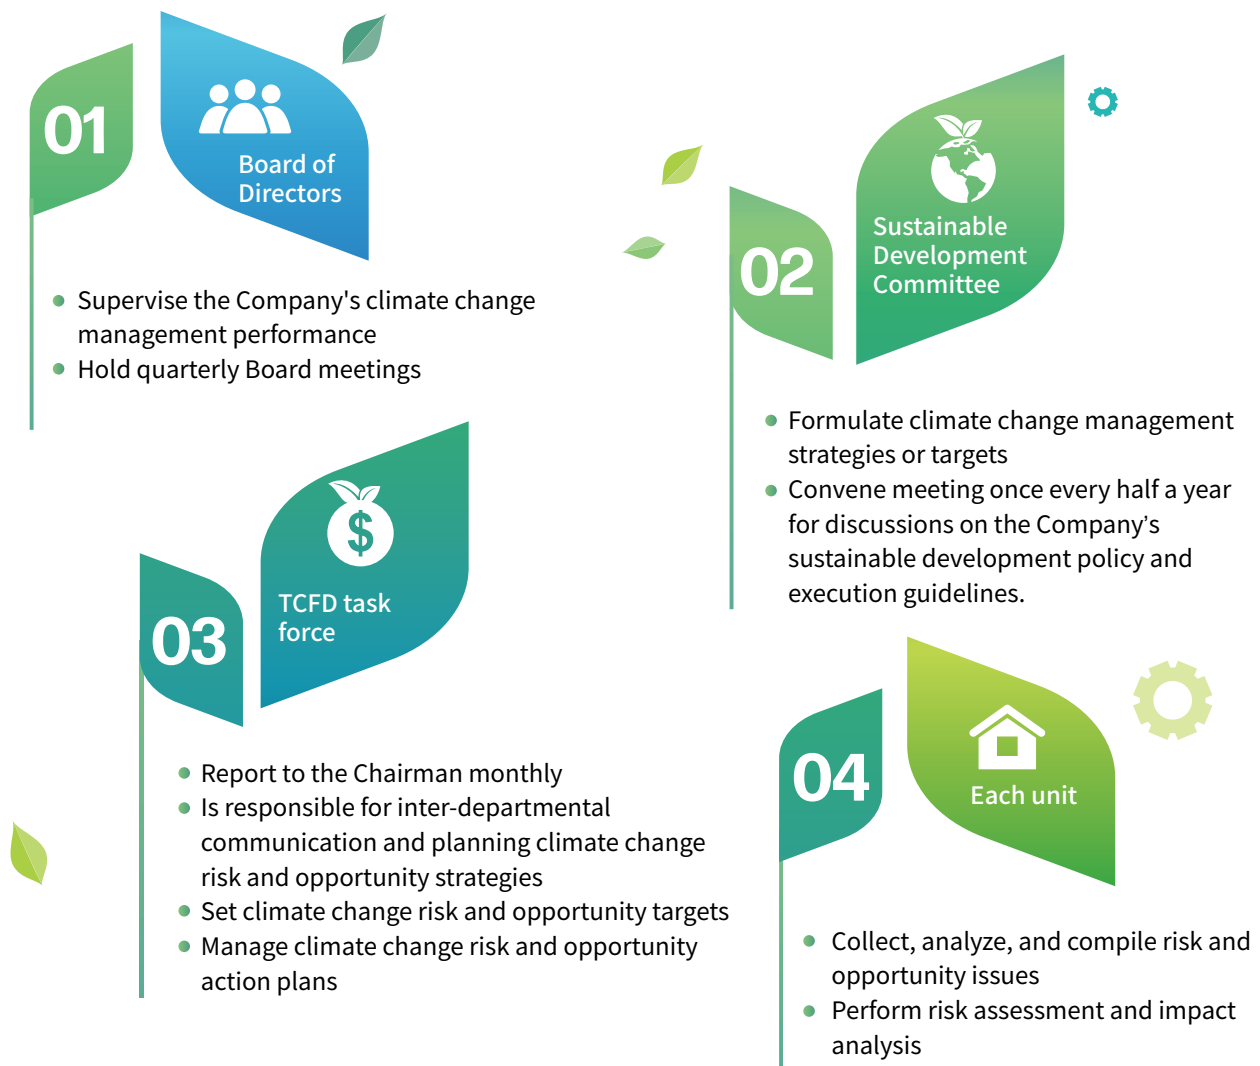 01
Board of
Directors
Supervise the Company's climate change
management performance
Hold quarterly Board meetings
02
Sustainable
Development
Committee
Formulate climate change management
strategies or targets
Convene meeting once every half a year
for discussions on the Company’s
sustainable development policy and
execution guidelines.
03
$
TCFD task
force
Report to the Chairman monthly
Is responsible for inter-departmental
communication and planning climate change
risk and opportunity strategies
Set climate change risk and opportunity targets
Manage climate change risk and opportunity
action plans
04
Each unit
Collect, analyze, and compile risk and
opportunity issues
Perform risk assessment and impact
analysis